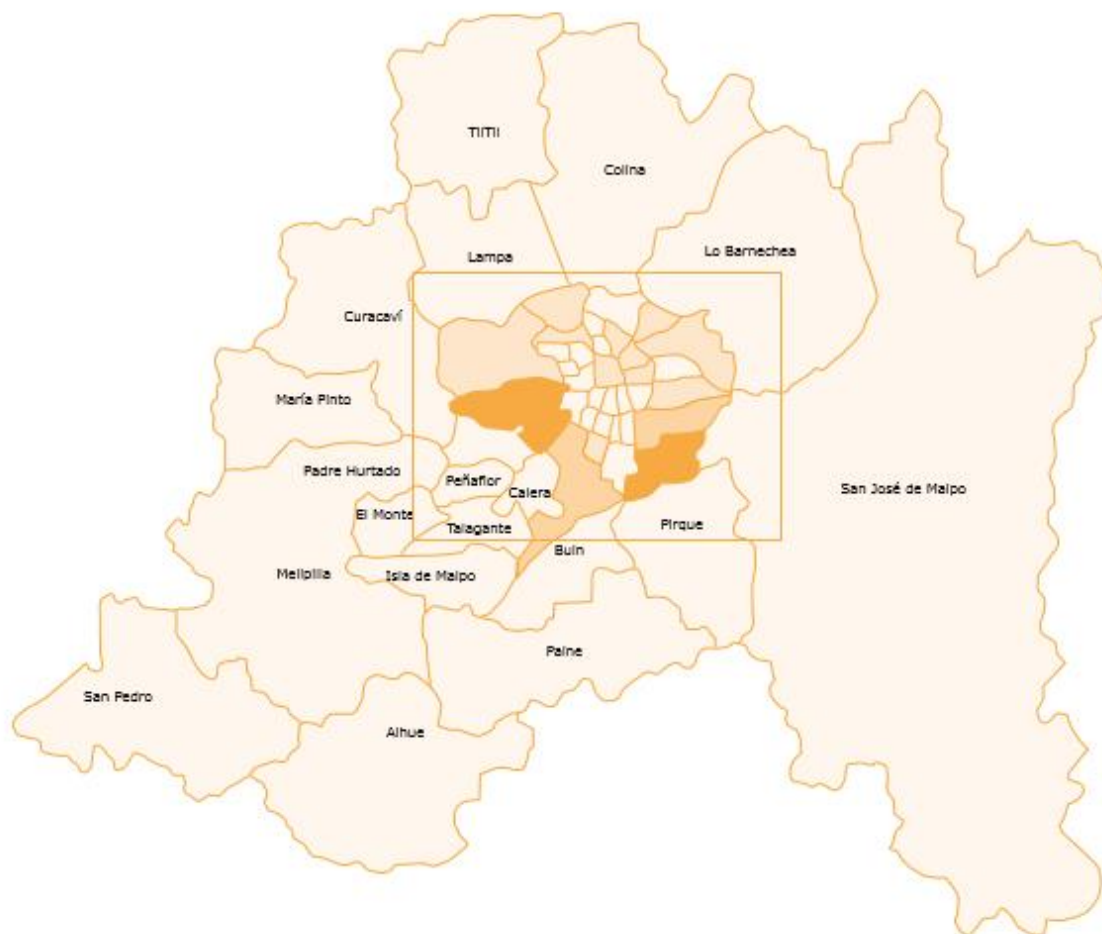 TilTil
Colina
Lo Barnechea
Lampa
Curacaví
María Pinto
Padre Hurtado
Peñaflor
Calera
San José de Maipo
El Monte
Talagante
Pirque
Buin
Melipilla
Isla de Maipo
Paine
San Pedro
Alhue